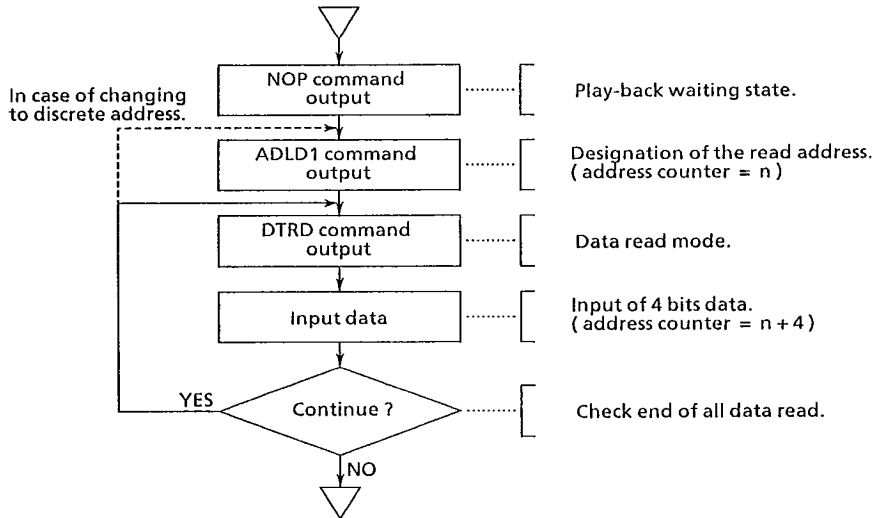 NOP command
output
Play-back waiting state.
In case of changing
to discrete address.
ADLD1 command
output
Designation of the read address.
( address counter = n )
DTRD command
output
Data read mode.
Input data
Input of 4 bits data.
( address counter = n + 4 )
YES
Continue ?
Check end of all data read.
NO